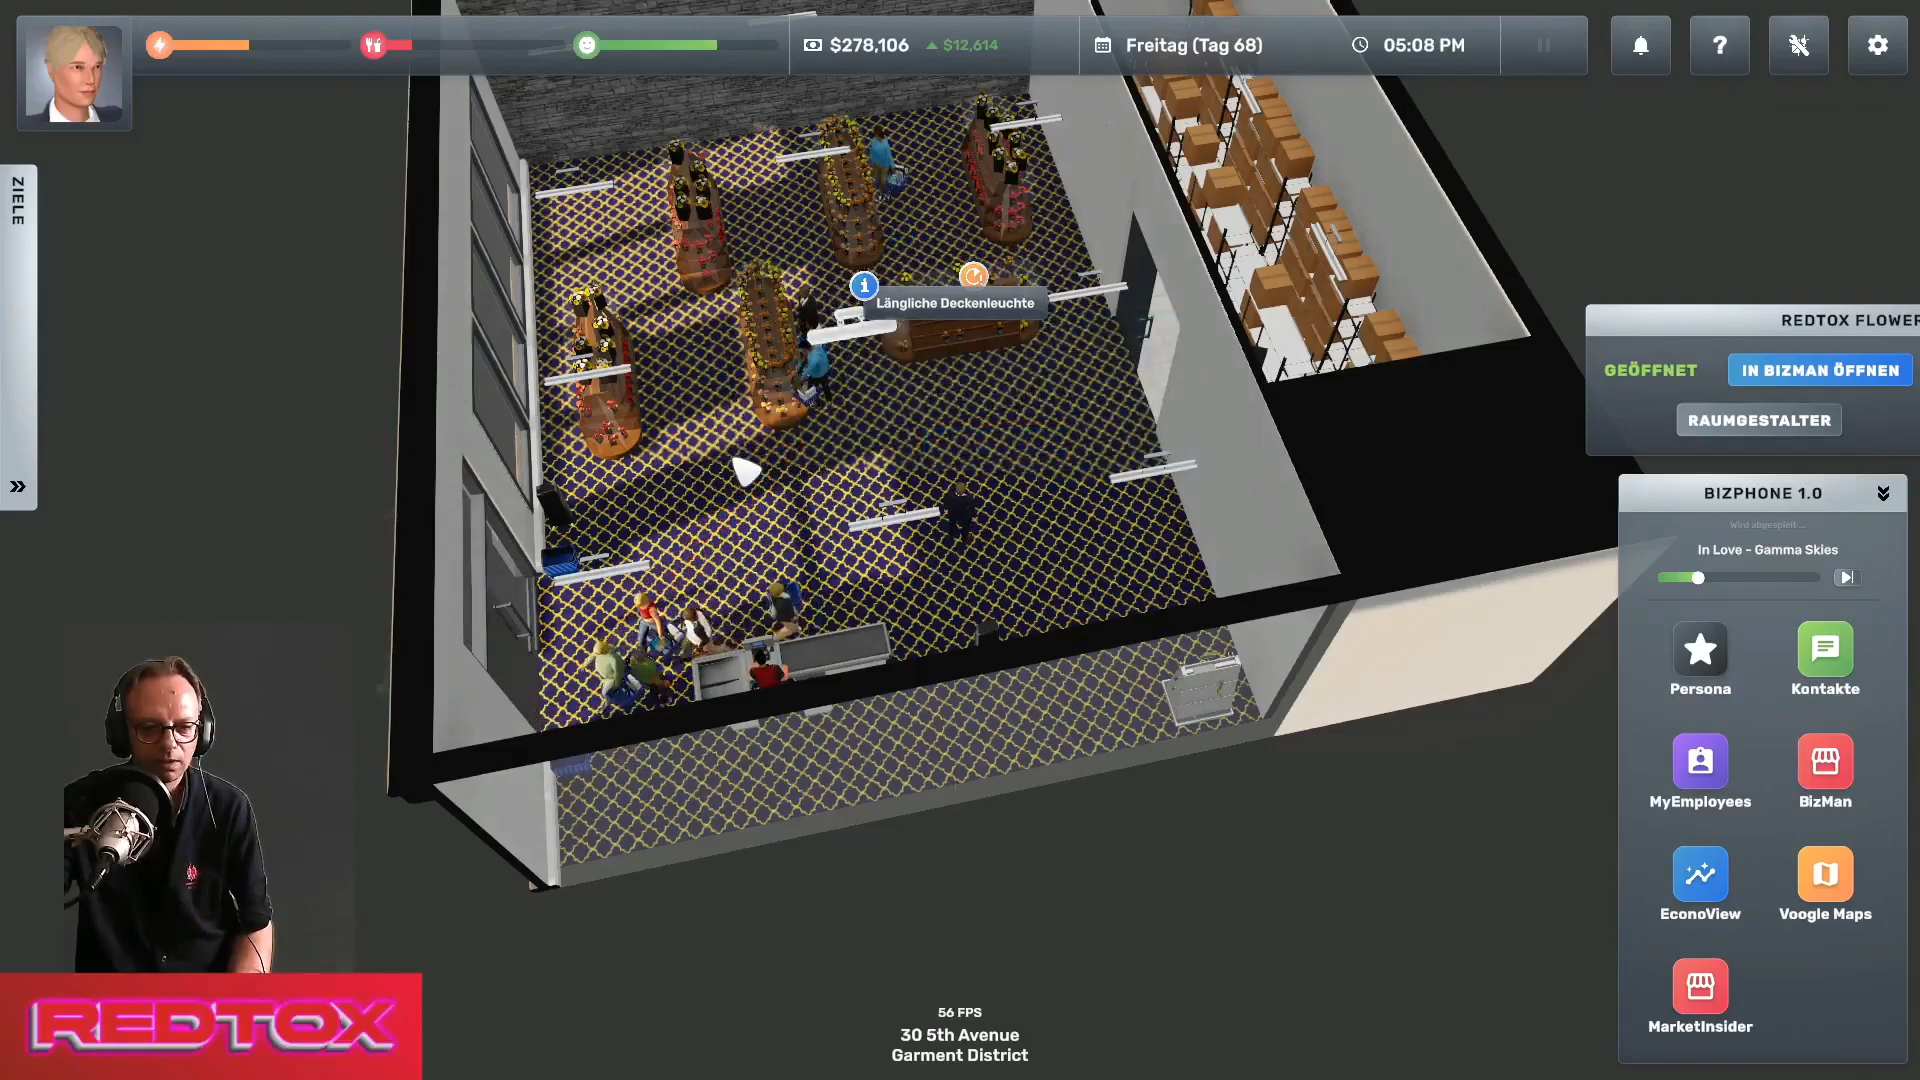 $278,106
$12,614
Freitag (Tag 68)
05:08 PM
ZIELE
Längliche Deckenleuchte
REDTOX FLOWER
GEÖFFNET
IN BIZMAN ÖFFNEN
RAUMGESTALTER
BIZPHONE 1.0
Wird abgespielt ...
In Love - Gamma Skies
Persona
Kontakte
MyEmployees
BizMan
EconoView
Voogle Maps
MarketInsider
REDTOX
56 FPS
30 5th Avenue
Garment District